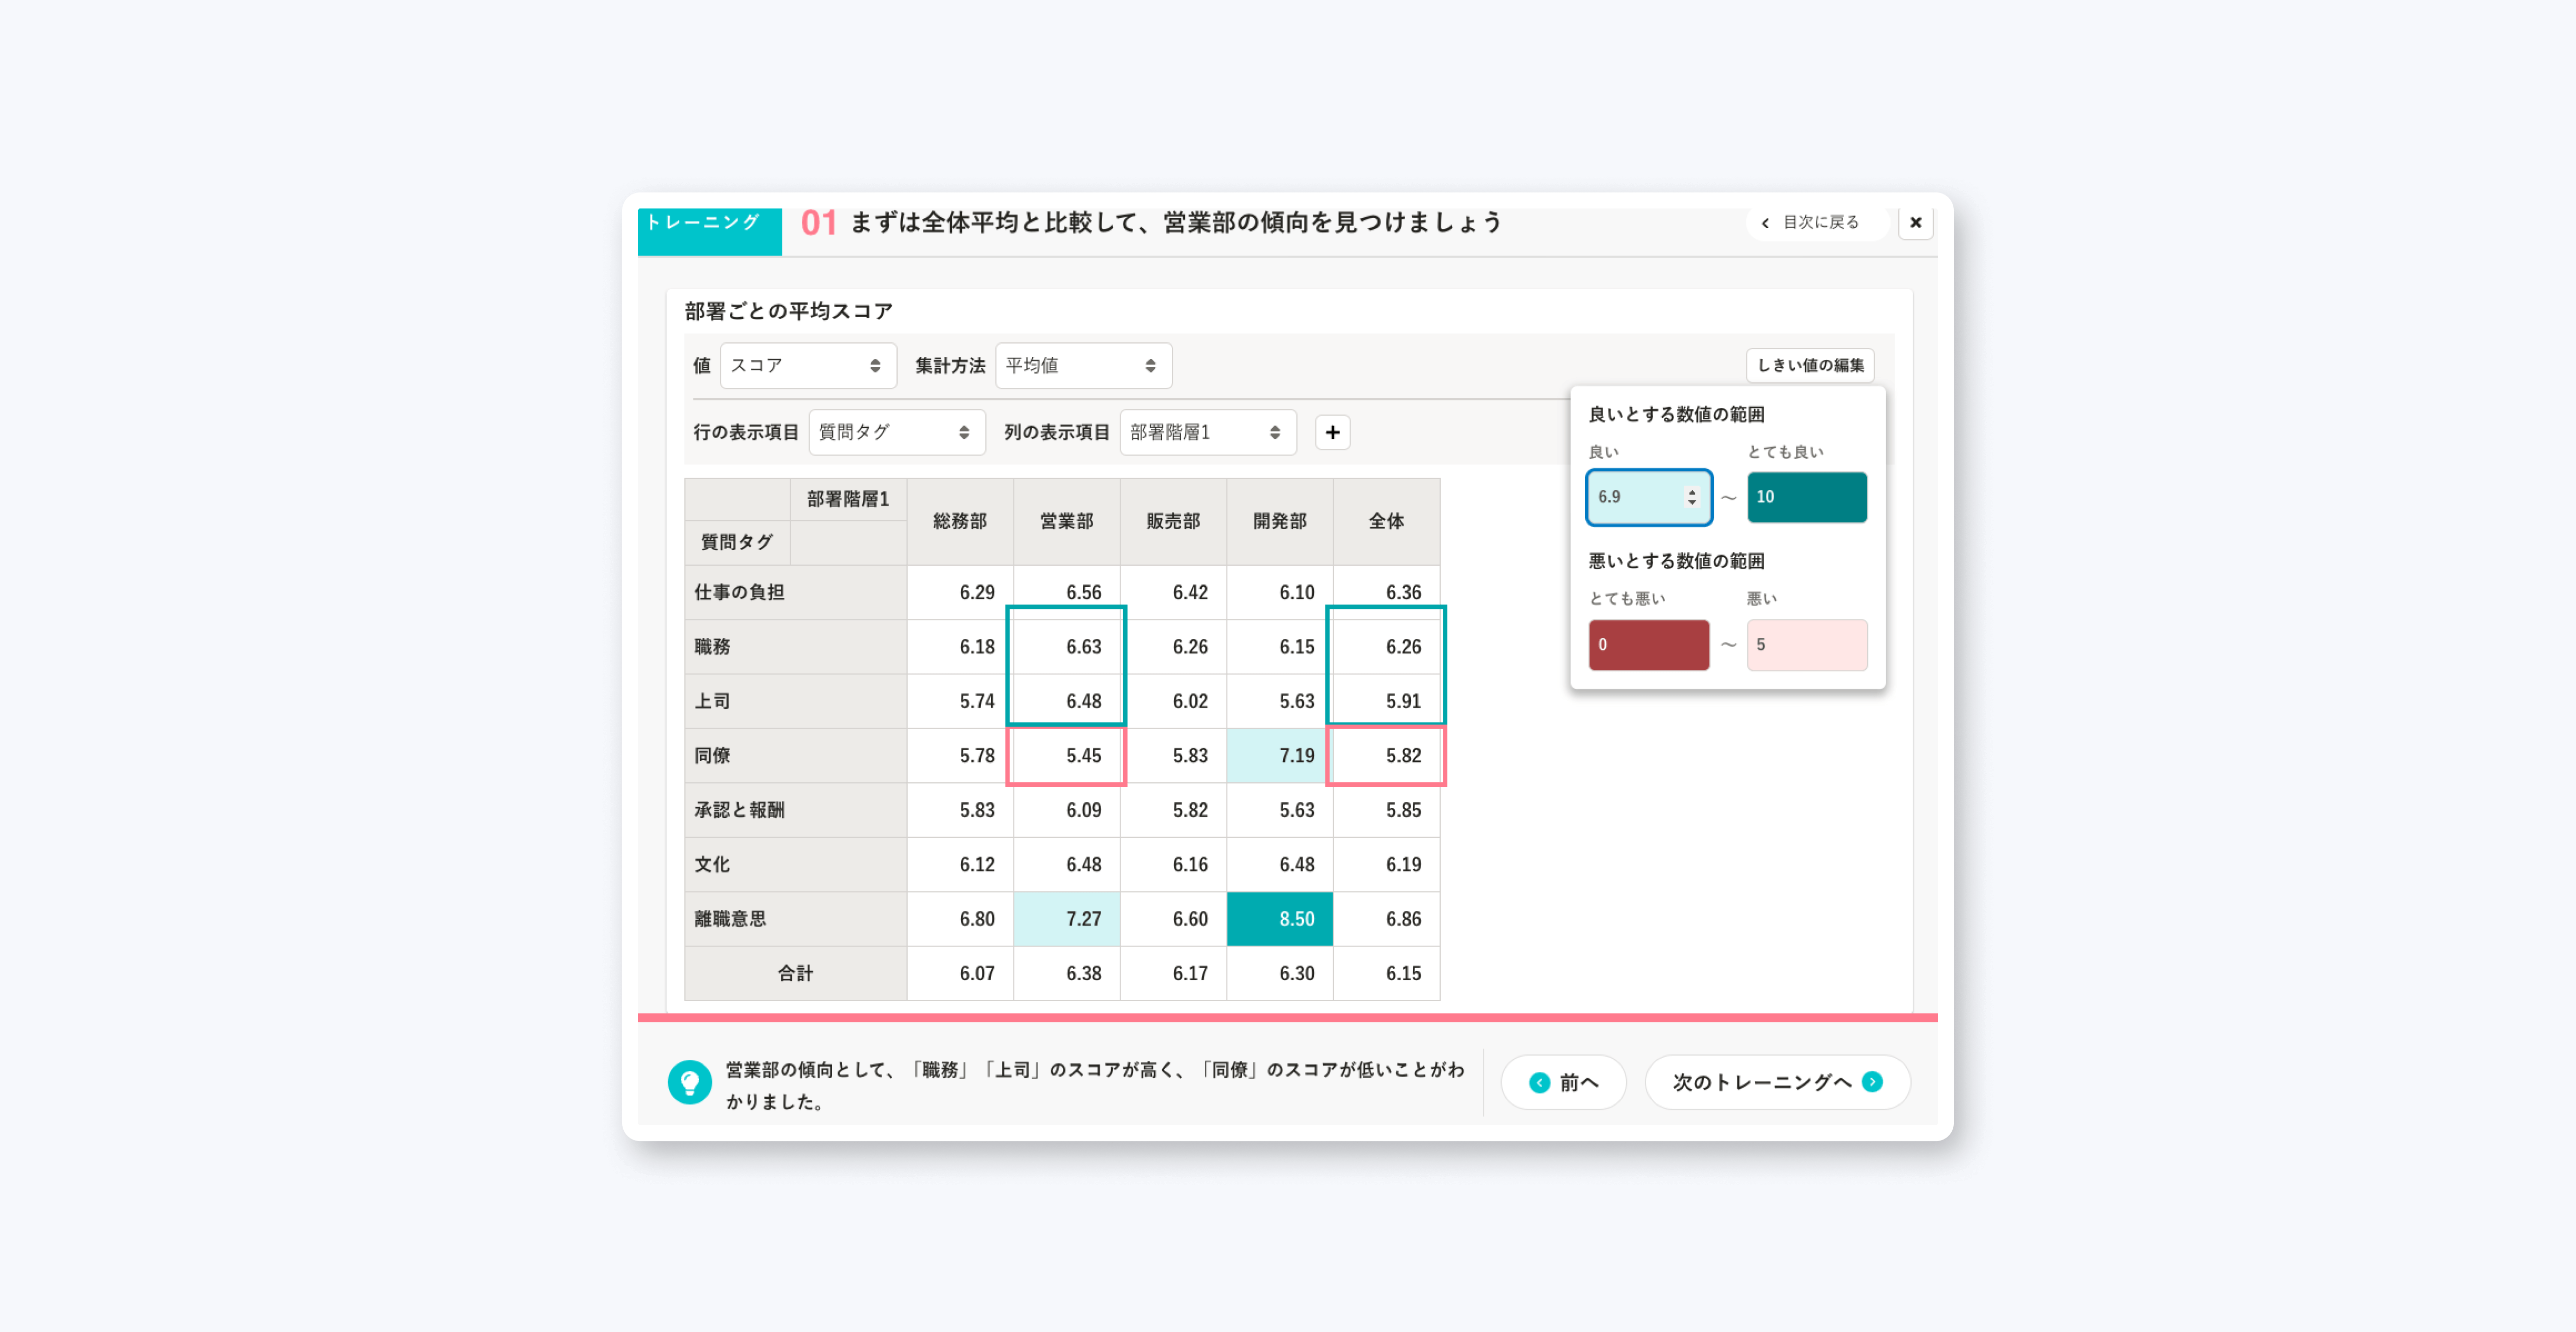 トレーニング 01 まずは全体平均と比較して、営業部の傾向を見つけましょう 目次に戻る
部署ごとの平均スコア
値 スコア 集計方法 平均値 しきい値の編集
行の表示項目 質問タグ 列の表示項目 部署階層1
良いとする数値の範囲
良い とても良い
6.9 ～ 10
悪いとする数値の範囲
とても悪い 悪い
0 ～ 5
部署階層1 総務部 営業部 販売部 開発部 全体
質問タグ
仕事の負担 6.29 6.56 6.42 6.10 6.36
職務 6.18 6.63 6.26 6.15 6.26
上司 5.74 6.48 6.02 5.63 5.91
同僚 5.78 5.45 5.83 7.19 5.82
承認と報酬 5.83 6.09 5.82 5.63 5.85
文化 6.12 6.48 6.16 6.48 6.19
離職意思 6.80 7.27 6.60 8.50 6.86
合計 6.07 6.38 6.17 6.30 6.15
営業部の傾向として、「職務」「上司」のスコアが高く、「同僚」のスコアが低いことがわ
かりました。
前へ 次のトレーニングへ